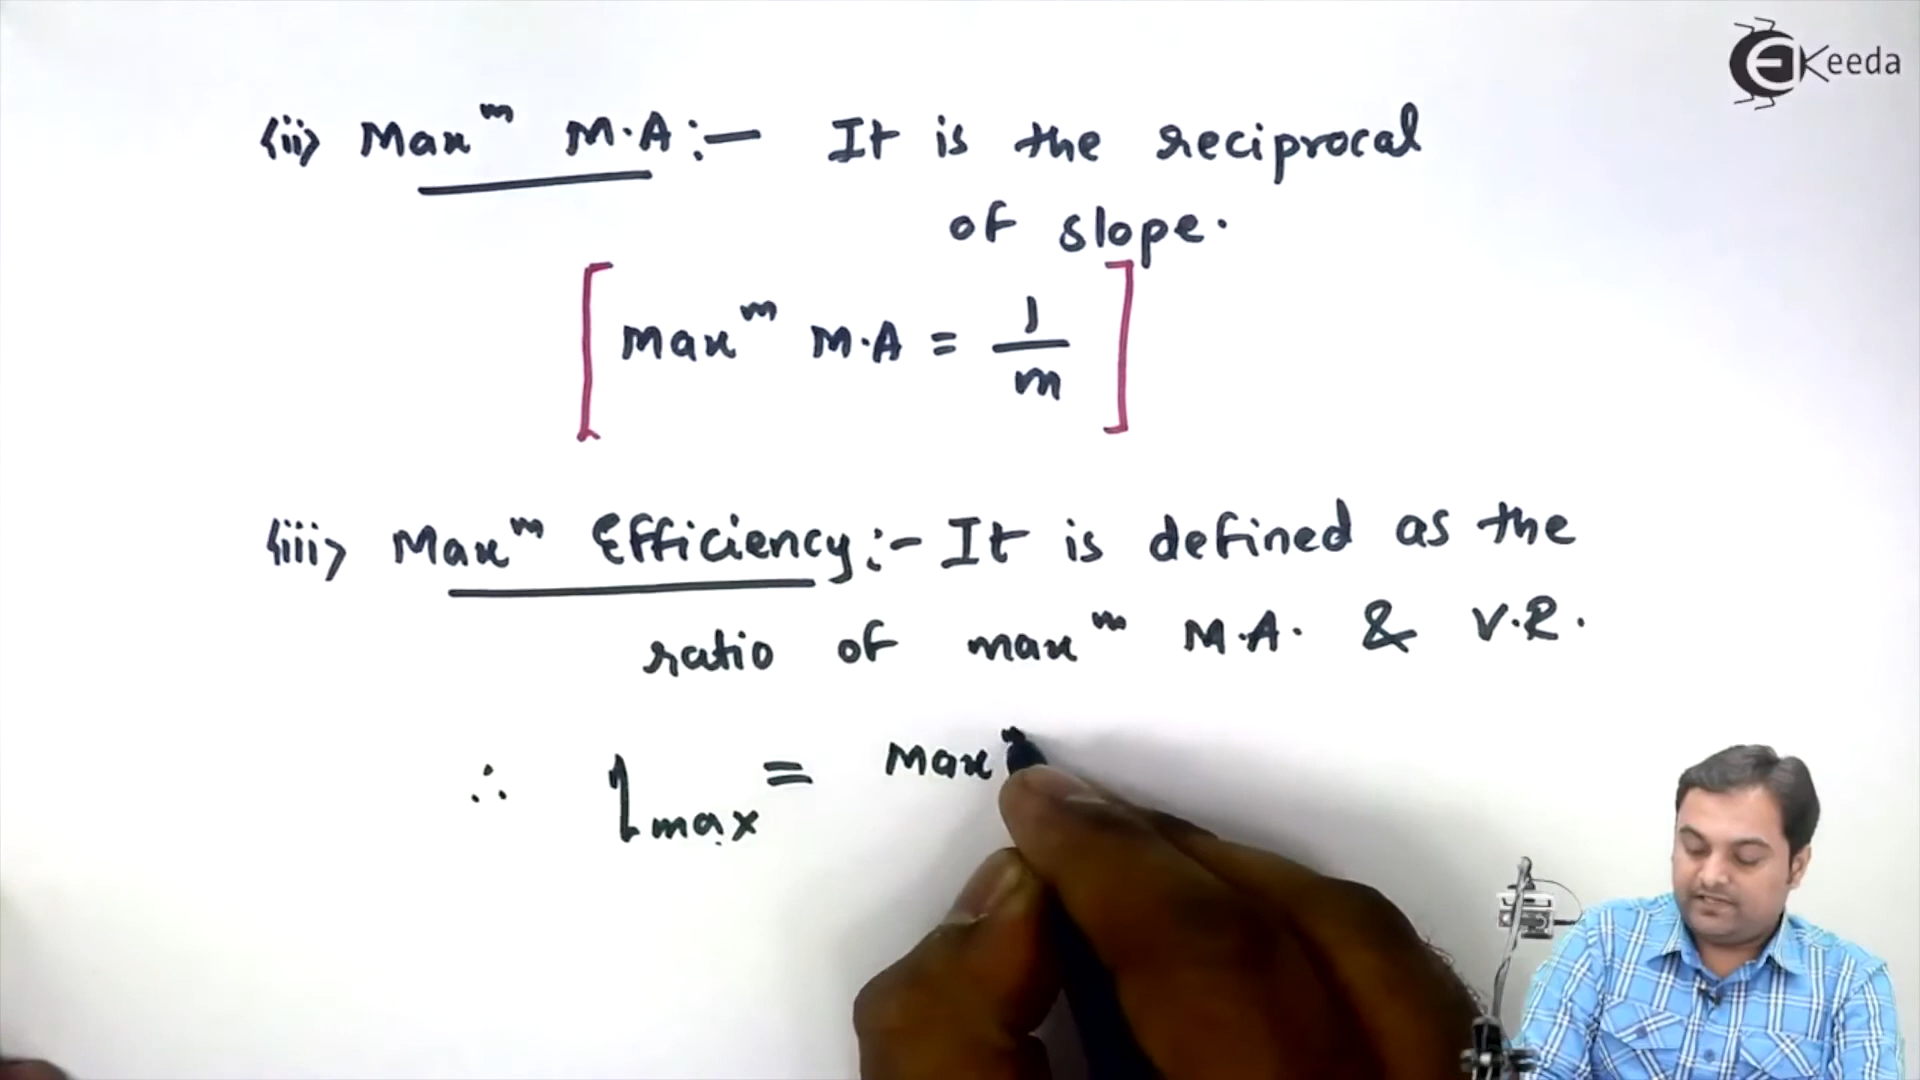 EKeeda
(ii) Maxᵐ M.A :- It is the reciprocal
of slope.
Maxᵐ M.A = 1/m
(iii) Maxᵐ Efficiency :- It is defined as the
ratio of maxᵐ M.A. & V.R.
∴ ηmax = Maxᵐ